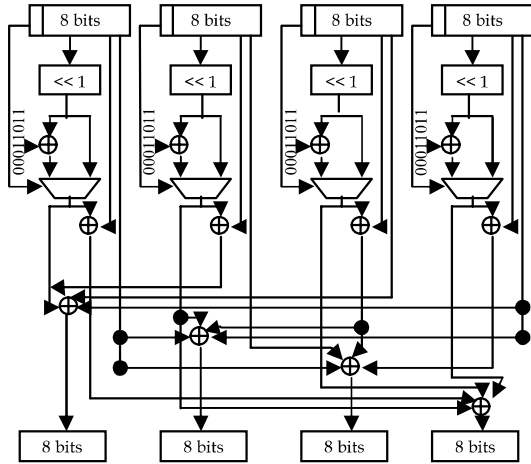 8 bits 8 bits 8 bits 8 bits
<< 1 << 1 << 1 << 1
00011011 00011011 00011011 00011011
8 bits 8 bits 8 bits 8 bits